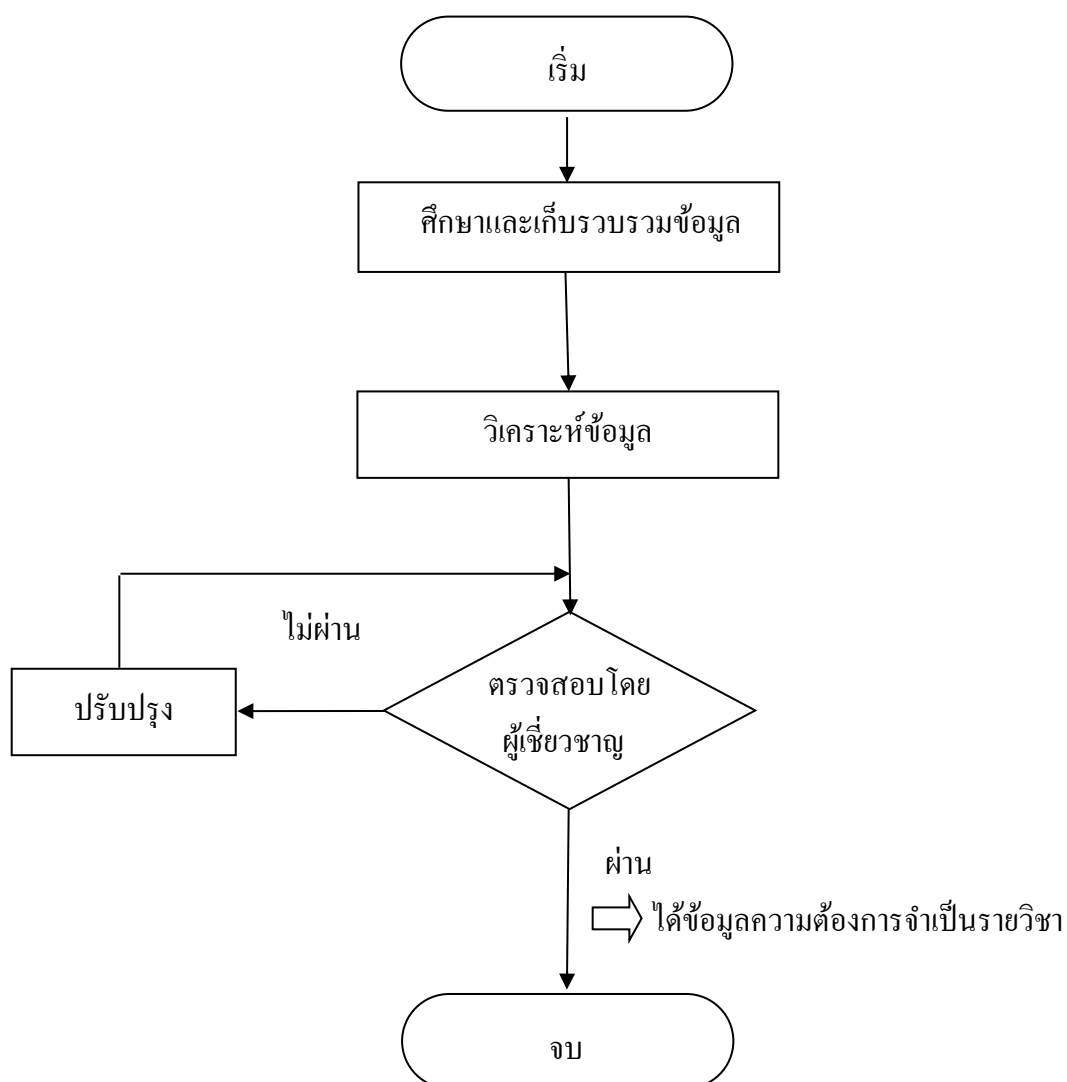 เริ่ม
ศึกษาและเก็บรวบรวมข้อมูล
วิเคราะห์ข้อมูล
ไม่ผ่าน
ปรับปรุง
ตรวจสอบโดย
ผู้เชี่ยวชาญ
ผ่าน
ได้ข้อมูลความต้องการจำเป็นรายวิชา
จบ